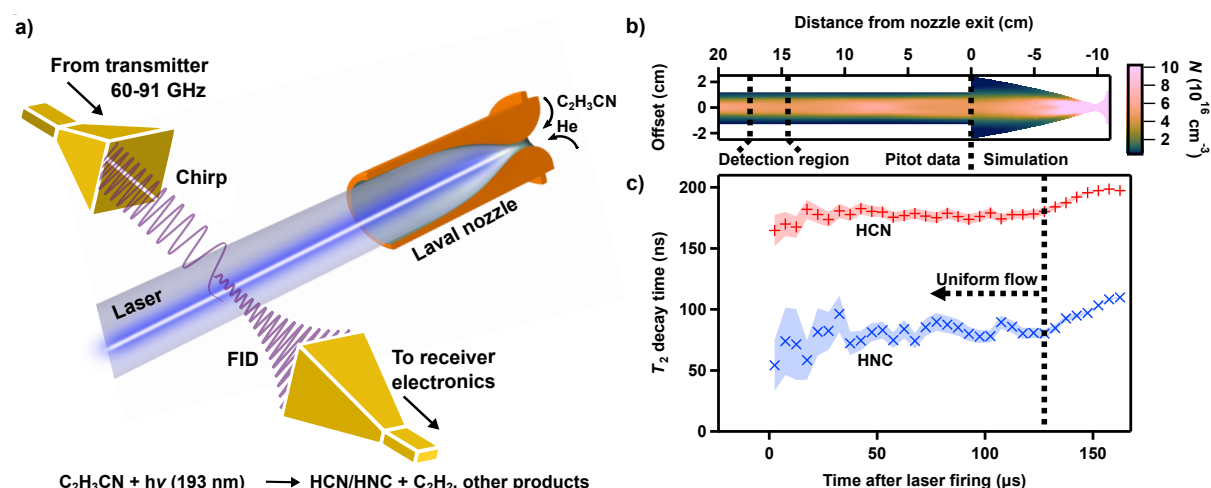 a)
From transmitter
60-91 GHz
Chirp
C₂H₃CN
He
Laval nozzle
Laser
FID
To receiver
electronics
C₂H₃CN + hν (193 nm) → HCN/HNC + C₂H₂, other products
b)
Distance from nozzle exit (cm)
20 15 10 5 0 -5 -10
Offset (cm)
2
0
-2
Detection region
Pitot data
Simulation
10
8
6
4
2
0
N (10¹⁶ cm⁻³)
c)
T₂ decay time (ns)
200
150
100
50
0
HCN
Uniform flow
HNC
0 50 100 150
Time after laser firing (µs)